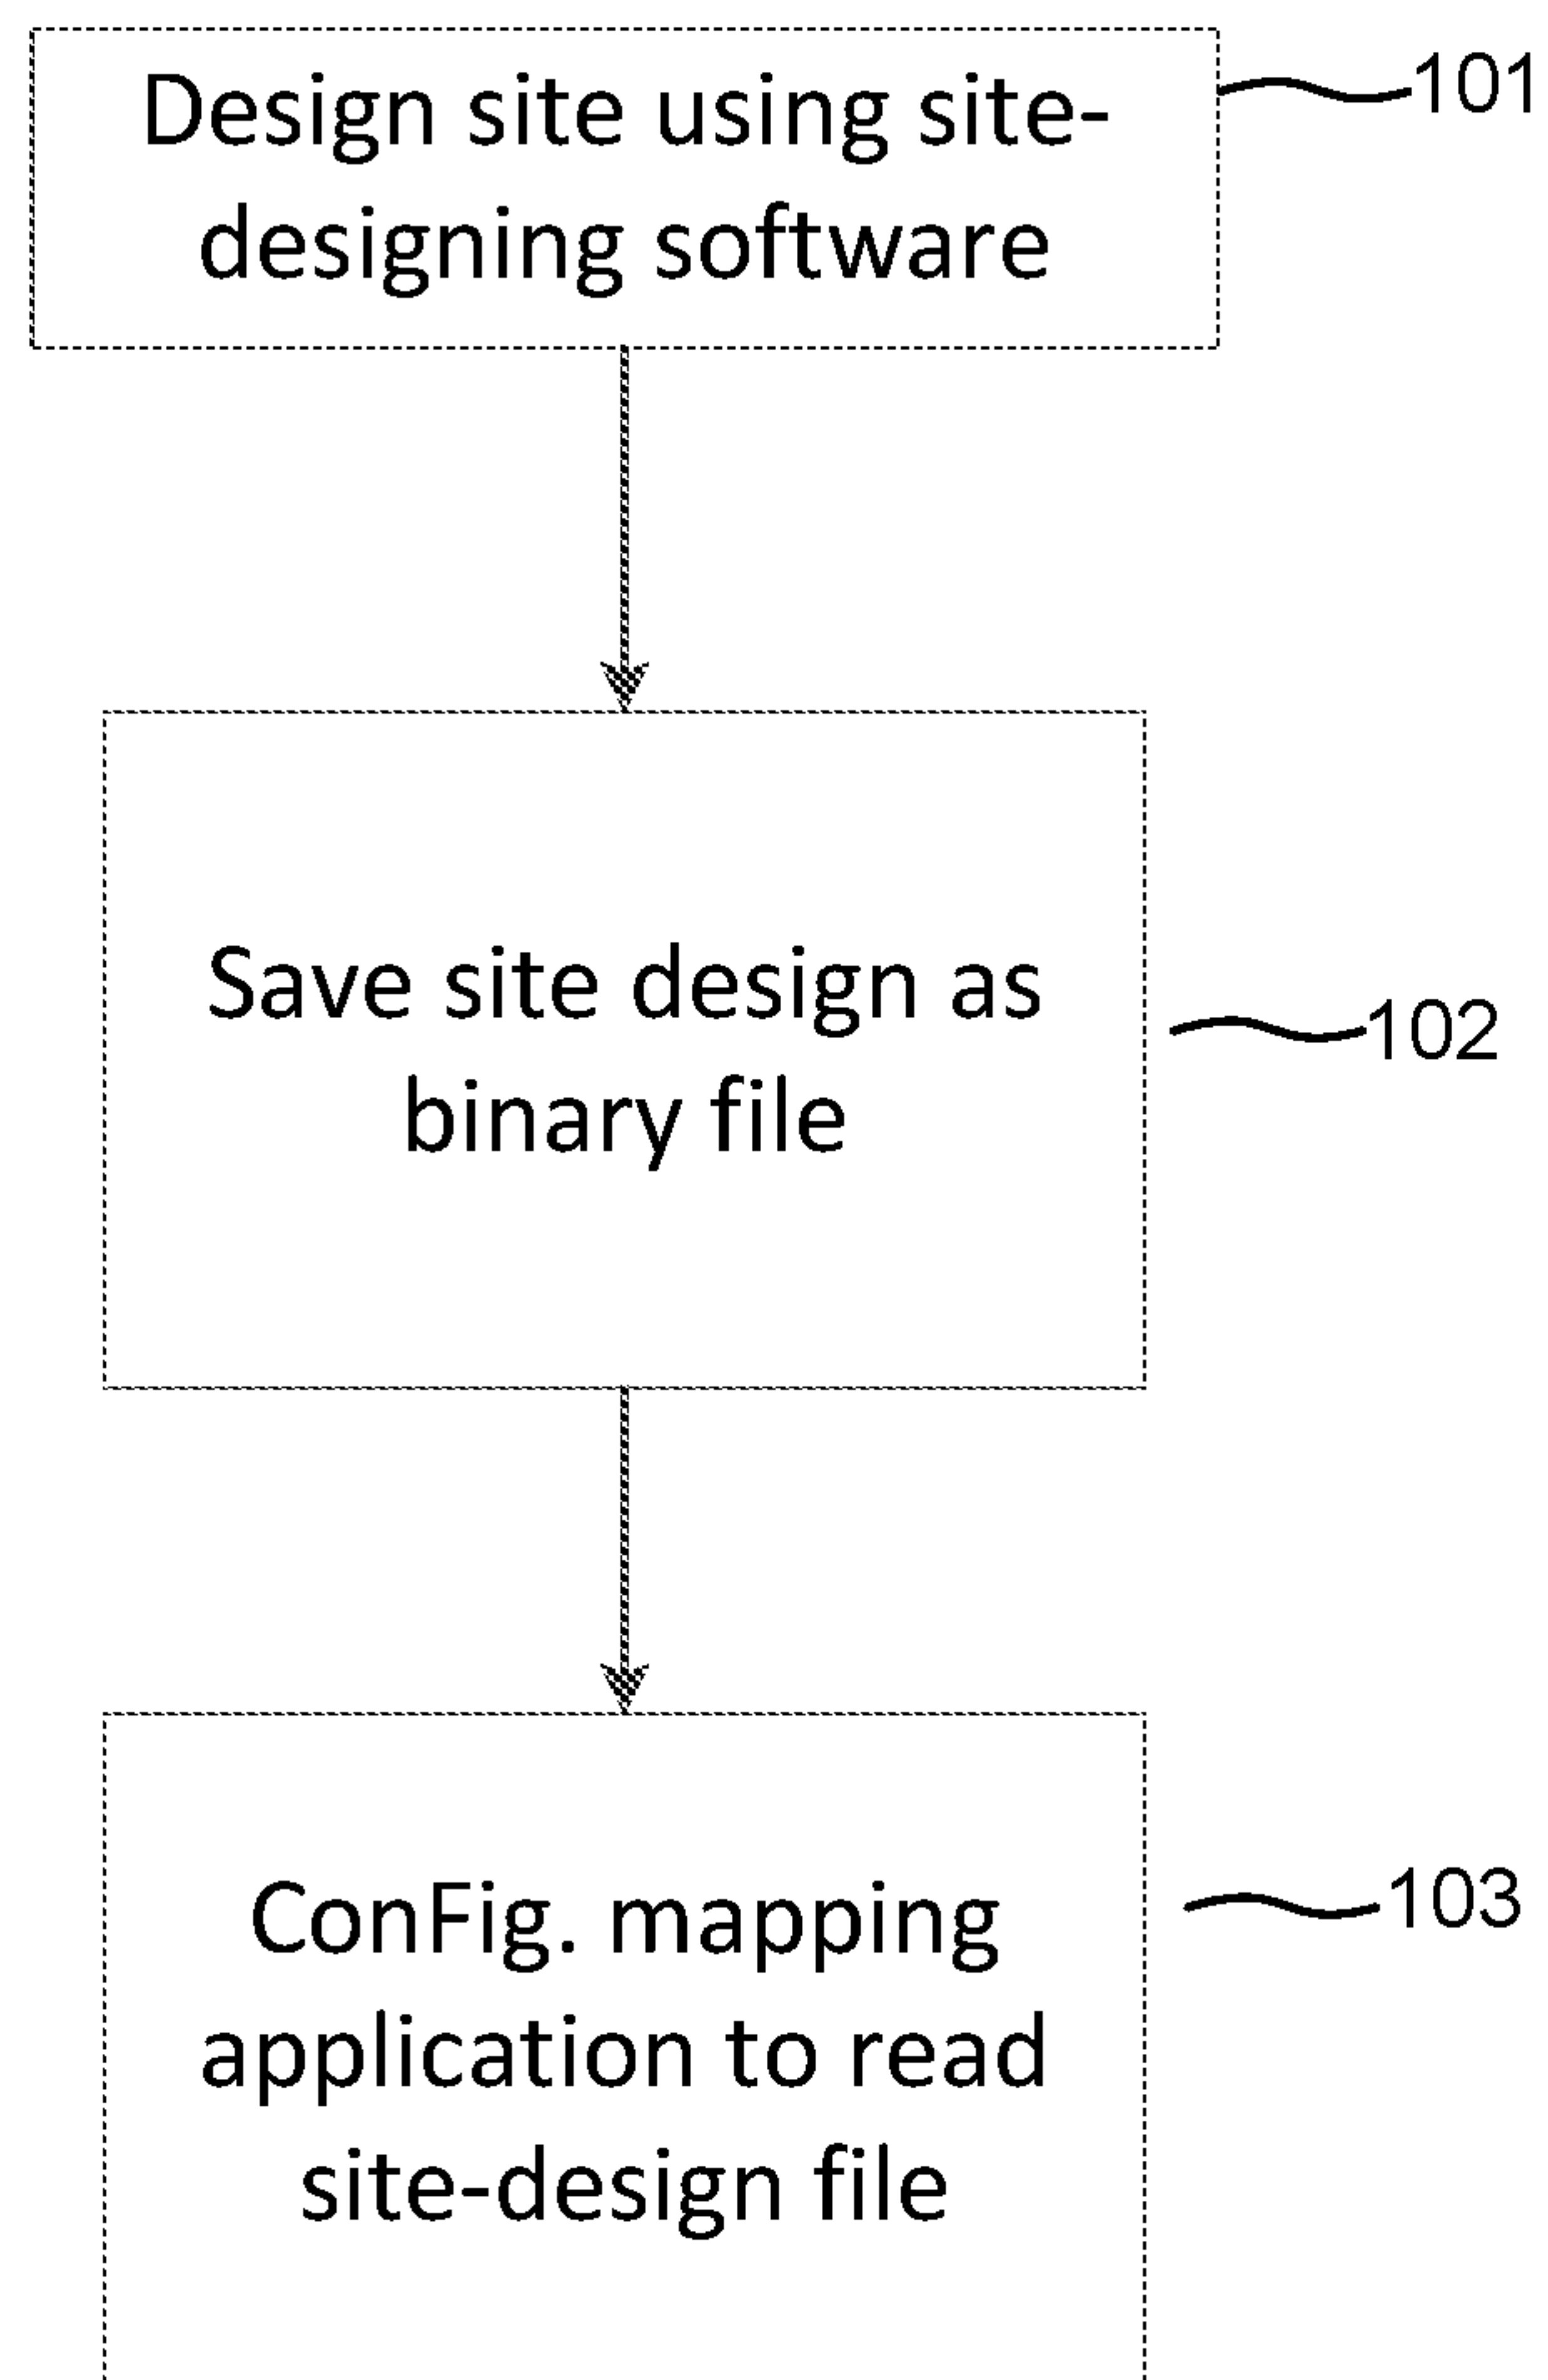 Design site using site-
101
designing software
Save site design as
102
binary file
ConFig. mapping
103
application to read
site-design file